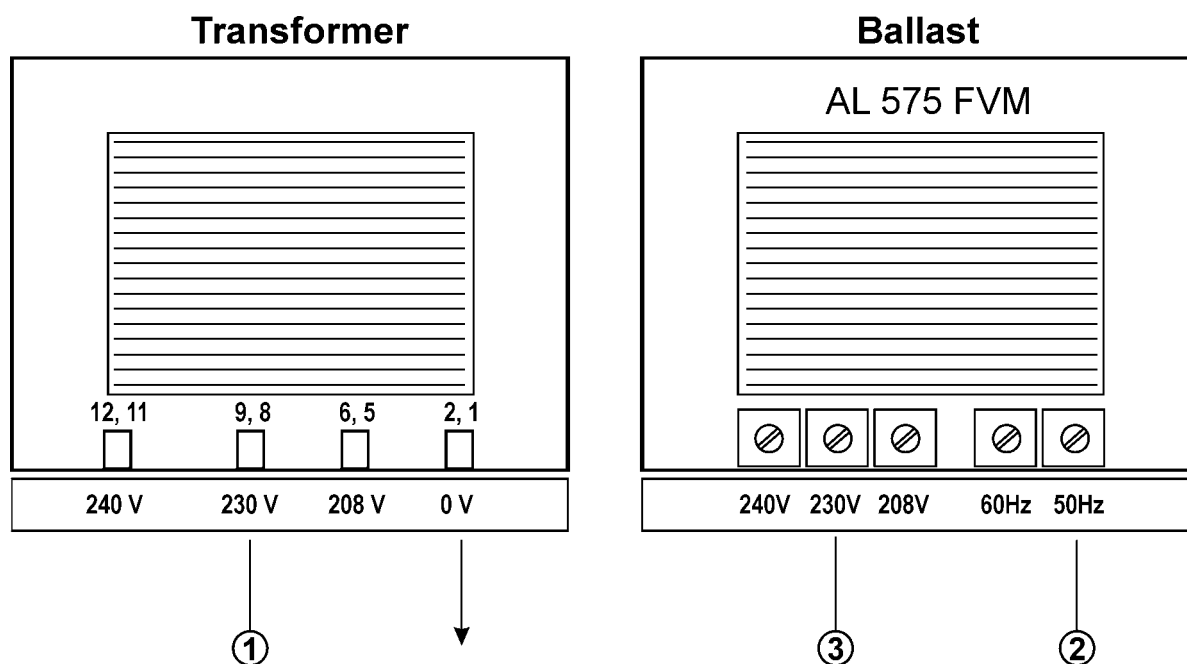 Transformer
12, 11 9, 8 6, 5 2, 1
240 V 230 V 208 V 0 V
1
Ballast
AL 575 FVM
240V 230V 208V 60Hz 50Hz
3 2